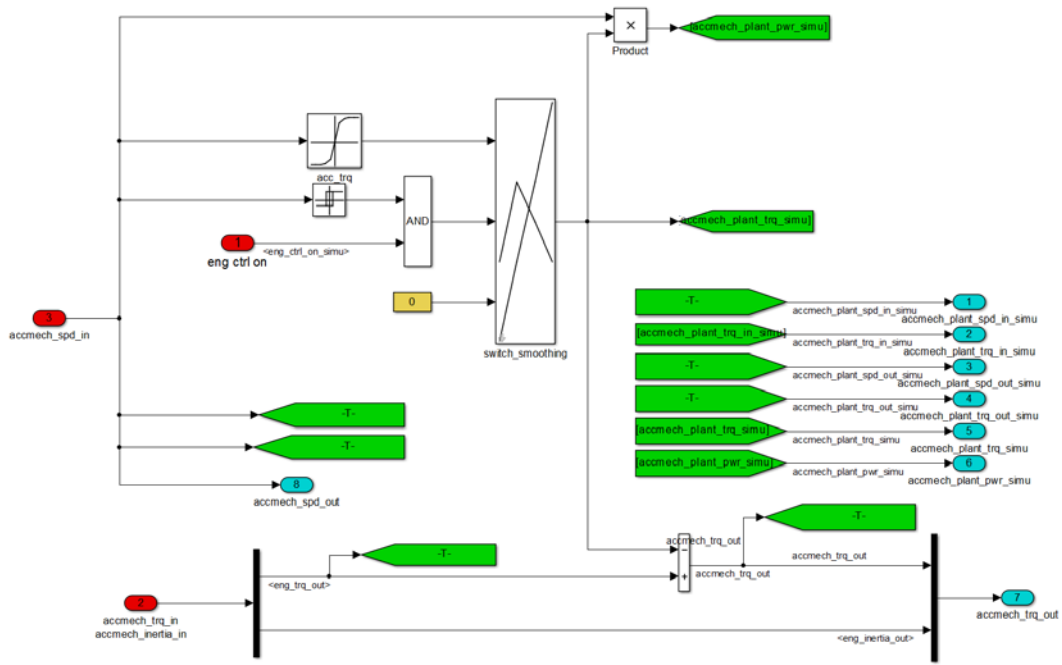 [accmech_plant_pwr_simu]
Product
acc_trq
AND
1
<eng_ctrl_on_simu>
eng ctrl on
[accmech_plant_trq_simu]
0
3
accmech_spd_in
switch_smoothing
-T-
accmech_plant_spd_in_simu
1
accmech_plant_spd_in_simu
[accmech_plant_trq_in_simu]
accmech_plant_trq_in_simu
2
accmech_plant_trq_in_simu
-T-
accmech_plant_spd_out_simu
3
accmech_plant_spd_out_simu
-T-
accmech_plant_trq_out_simu
4
accmech_plant_trq_out_simu
[accmech_plant_trq_simu]
accmech_plant_trq_simu
5
accmech_plant_trq_simu
[accmech_plant_pwr_simu]
accmech_plant_pwr_simu
6
accmech_plant_pwr_simu
-T-
-T-
8
accmech_spd_out
-T-
-T-
accmech_trq_out
accmech_trq_out
accmech_trq_out
<eng_trq_out>
2
accmech_trq_in
accmech_inertia_in
<eng_inertia_out>
7
accmech_trq_out